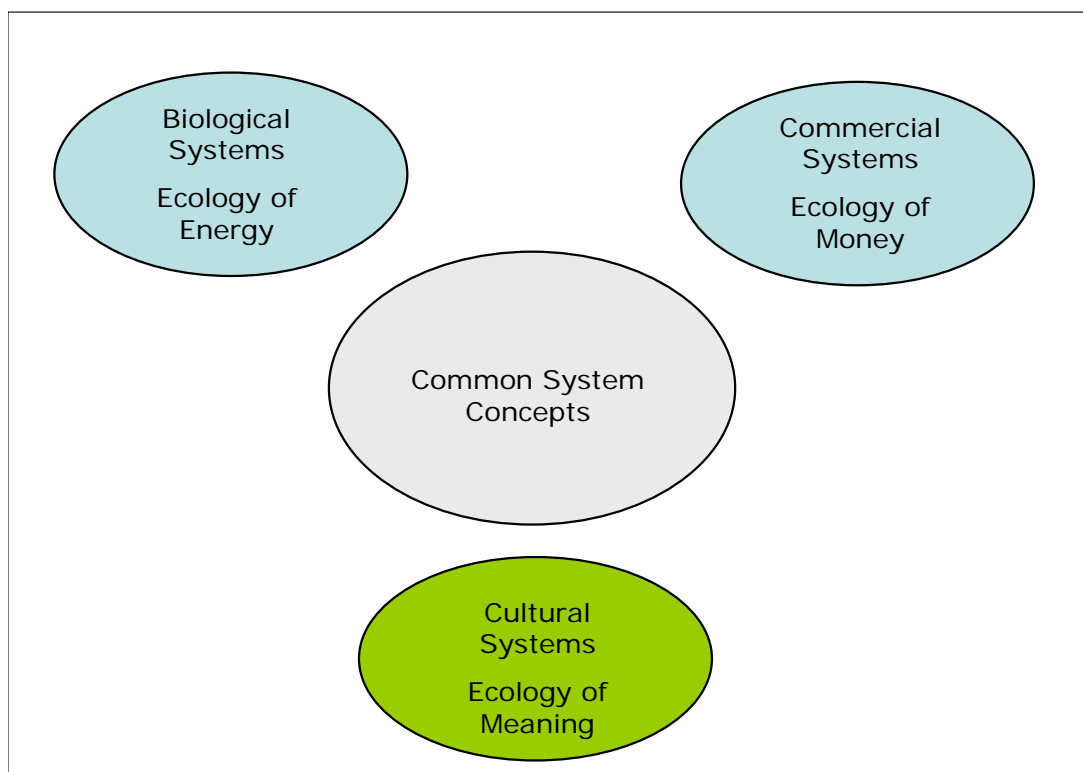 Biological
Systems
Ecology of
Energy
Commercial
Systems
Ecology of
Money
Common System
Concepts
Cultural
Systems
Ecology of
Meaning